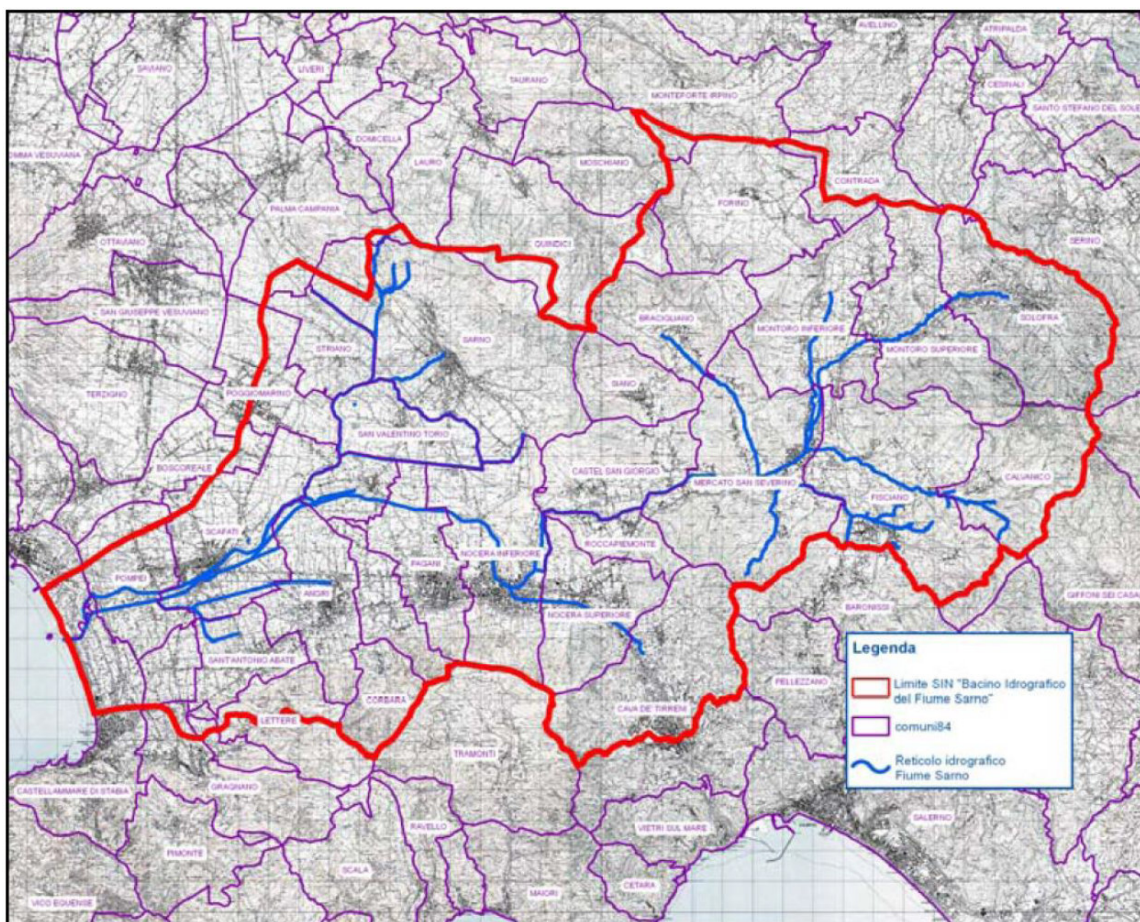 AVELLINO
ATRIPALDA
SAVIANO
LIVERI
TAURANO
CESINALI
MONTEFORTE IRPINO
SANTO STEFANO DEL SOLE
DOMICELLA
OMMA VESUVIANA
LAURO
MOSCHIANO
CONTRADA
FORINO
PALMA CAMPANIA
OTTAVIANO
QUINDICI
SERINO
SAN GIUSEPPE VESUVIANO
BRACIGLIANO
SOLOFRA
MONTORO INFERIORE
STRIANO
SARNO
MONTORO SUPERIORE
SIANO
TERZIGNO
POGGIOMARINO
SAN VALENTINO TORIO
BOSCOREALE
CASTEL SAN GIORGIO
CALVANICO
MERCATO SAN SEVERINO
FISCIANO
SCAFATI
ROCCAPIEMONTE
NOCERA INFERIORE
PAGANI
POMPEI
ANGRI
GIFFONI SEI CASA
BARONISSI
NOCERA SUPERIORE
SANT'ANTONIO ABATE
PELLEZZANO
CORBARA
CAVA DE' TIRRENI
LETTERE
TRAMONTI
Legenda
Limite SIN "Bacino Idrografico
del Fiume Sarno"
comuni84
Reticolo idrografico
Fiume Sarno
CASTELLAMMARE DI STABIA
GRAGNANO
SALERNO
RAVELLO
VIETRI SUL MARE
PIMONTE
SCALA
CETARA
MAIORI
VICO EQUENSE